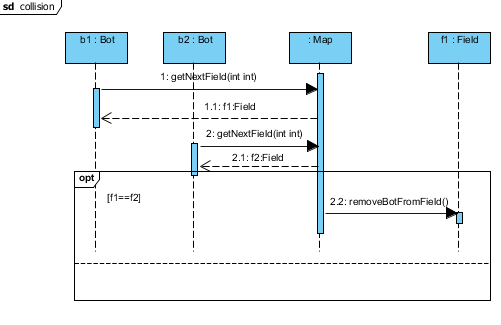 sd collision
b1 : Bot
b2 : Bot
: Map
f1 : Field
1: getNextField(int int)
1.1: f1:Field
2: getNextField(int int)
2.1: f2:Field
opt
[f1==f2]
2.2: removeBotFromField()